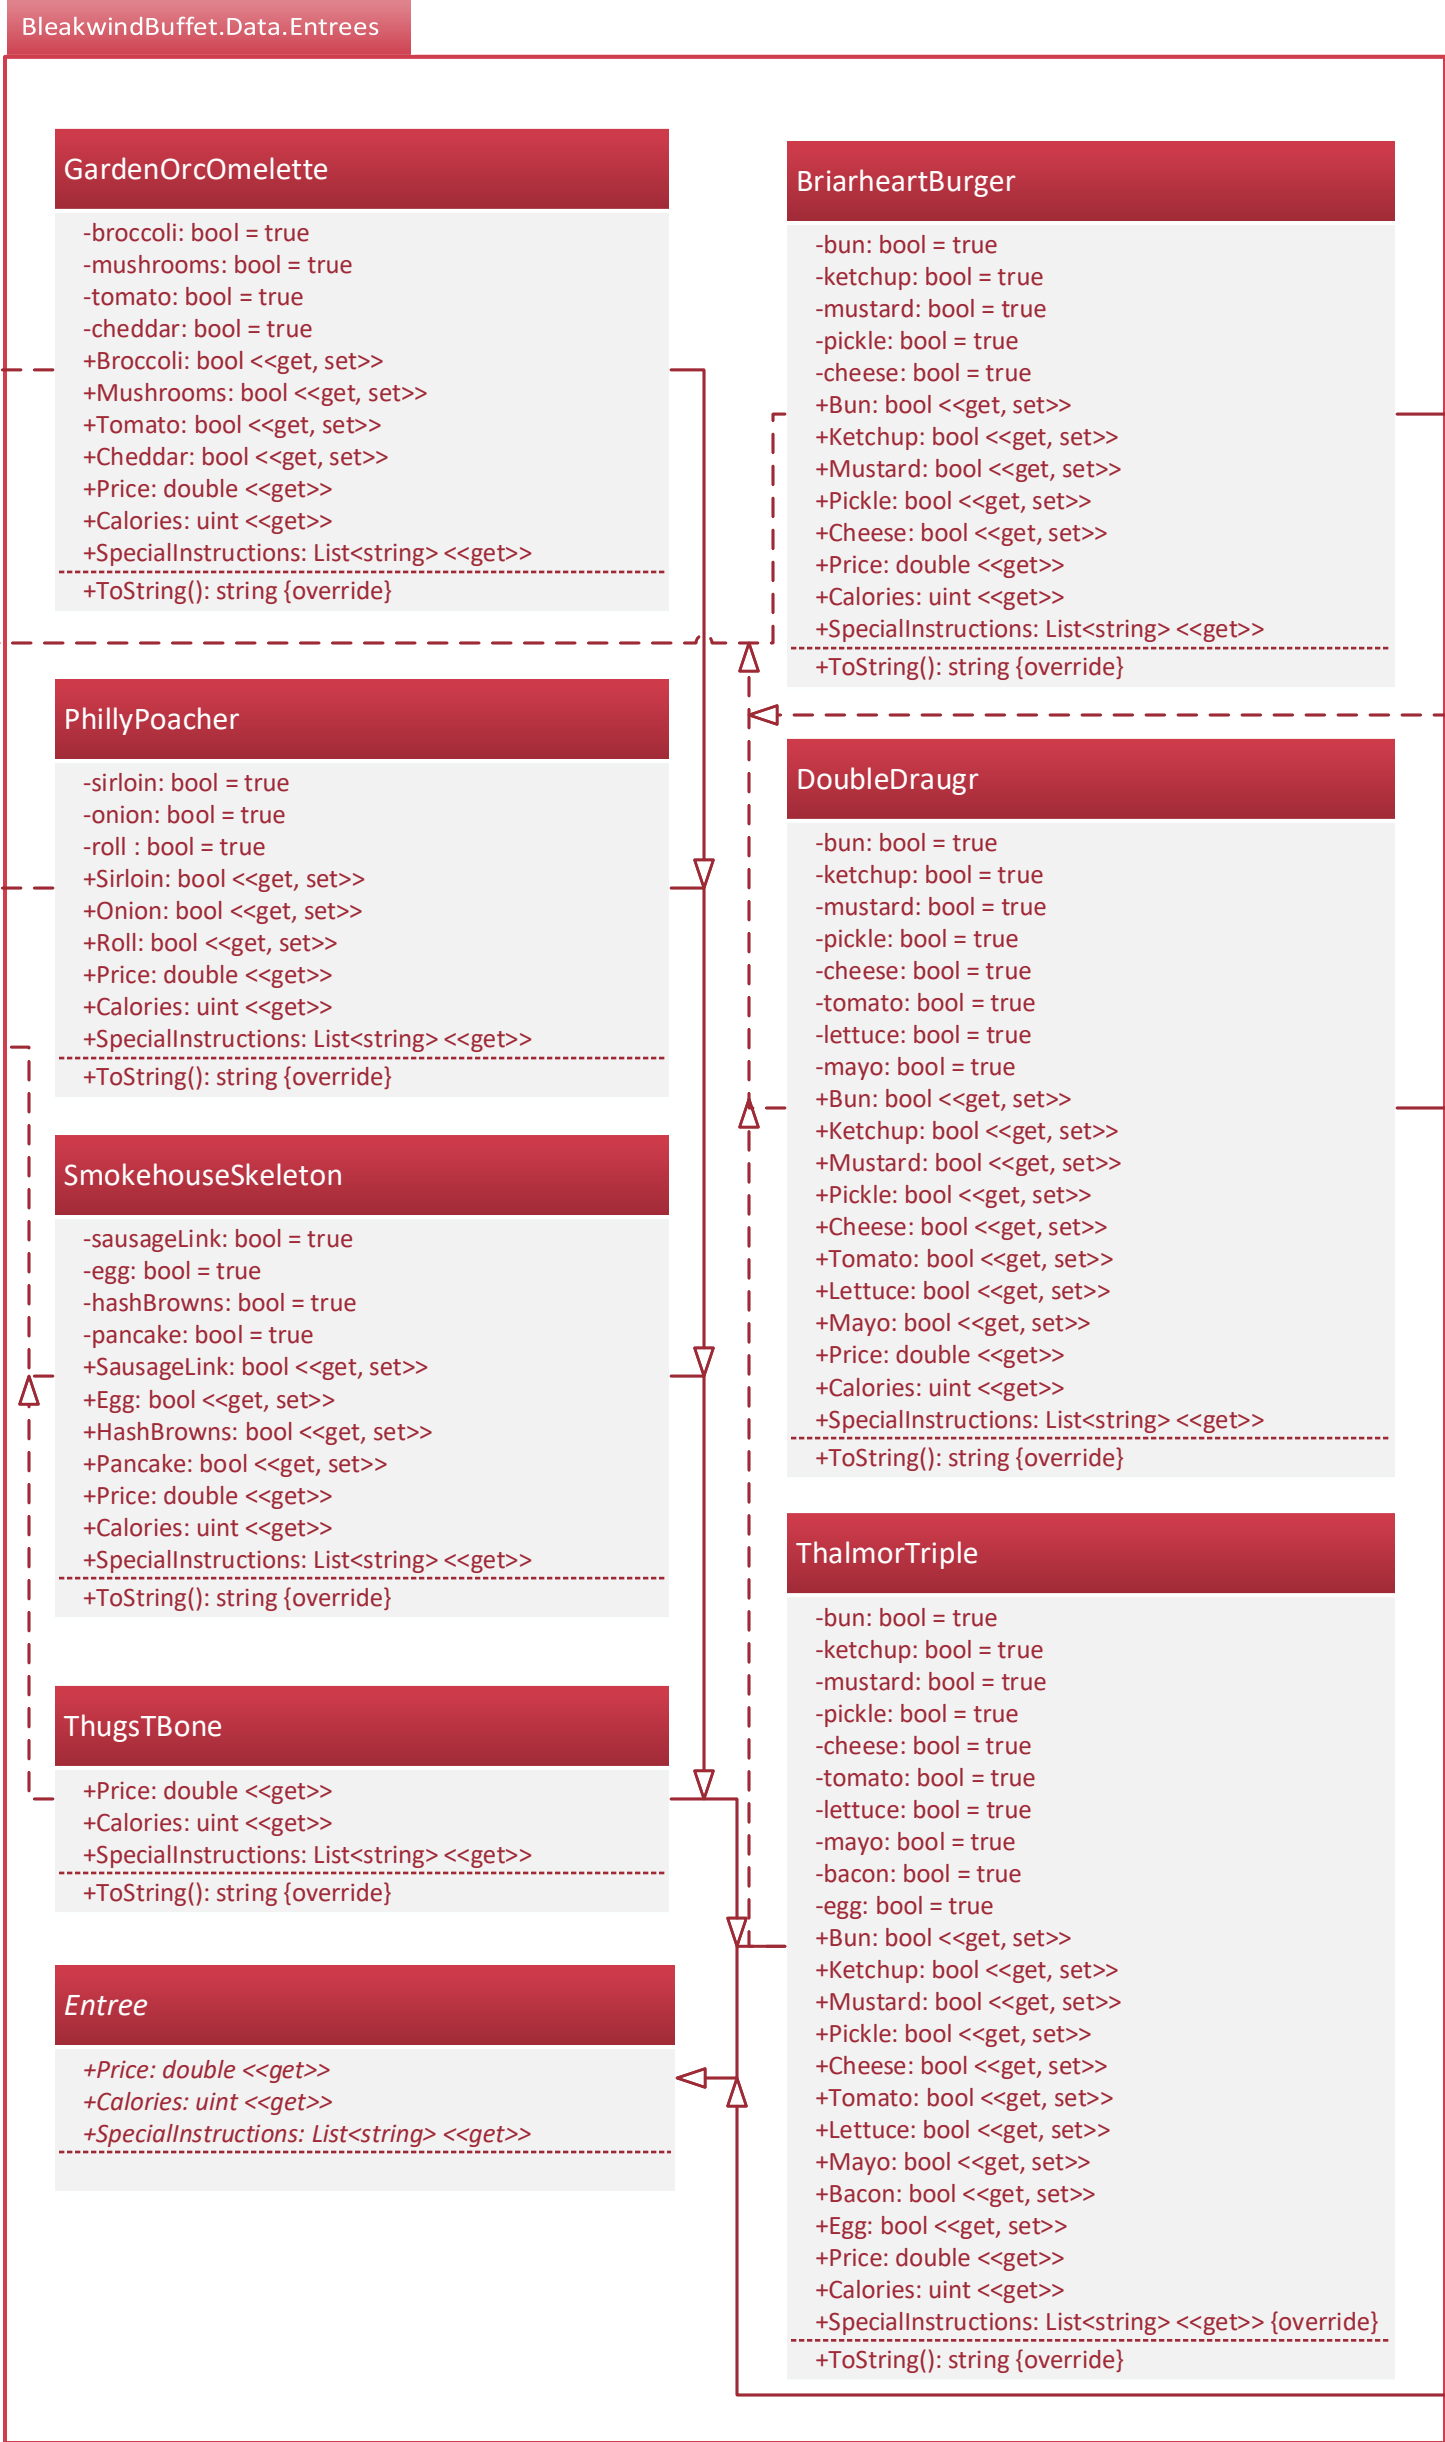 BleakwindBuffet.Data.Entrees
GardenOrcOmelette
-broccoli: bool = true
-mushrooms: bool = true
-tomato: bool = true
-cheddar: bool = true
+Broccoli: bool <<get, set>>
+Mushrooms: bool <<get, set>>
+Tomato: bool <<get, set>>
+Cheddar: bool <<get, set>>
+Price: double <<get>>
+Calories: uint <<get>>
+SpecialInstructions: List<string> <<get>>
+ToString(): string {override}
PhillyPoacher
-sirloin: bool = true
-onion: bool = true
-roll : bool = true
+Sirloin: bool <<get, set>>
+Onion: bool <<get, set>>
+Roll: bool <<get, set>>
+Price: double <<get>>
+Calories: uint <<get>>
+SpecialInstructions: List<string> <<get>>
+ToString(): string {override}
SmokehouseSkeleton
-sausageLink: bool = true
-egg: bool = true
-hashBrowns: bool = true
-pancake: bool = true
+SausageLink: bool <<get, set>>
+Egg: bool <<get, set>>
+HashBrowns: bool <<get, set>>
+Pancake: bool <<get, set>>
+Price: double <<get>>
+Calories: uint <<get>>
+SpecialInstructions: List<string> <<get>>
+ToString(): string {override}
ThugsTBone
+Price: double <<get>>
+Calories: uint <<get>>
+SpecialInstructions: List<string> <<get>>
+ToString(): string {override}
Entree
+Price: double <<get>>
+Calories: uint <<get>>
+SpecialInstructions: List<string> <<get>>
BriarheartBurger
-bun: bool = true
-ketchup: bool = true
-mustard: bool = true
-pickle: bool = true
-cheese: bool = true
+Bun: bool <<get, set>>
+Ketchup: bool <<get, set>>
+Mustard: bool <<get, set>>
+Pickle: bool <<get, set>>
+Cheese: bool <<get, set>>
+Price: double <<get>>
+Calories: uint <<get>>
+SpecialInstructions: List<string> <<get>>
+ToString(): string {override}
DoubleDraugr
-bun: bool = true
-ketchup: bool = true
-mustard: bool = true
-pickle: bool = true
-cheese: bool = true
-tomato: bool = true
-lettuce: bool = true
-mayo: bool = true
+Bun: bool <<get, set>>
+Ketchup: bool <<get, set>>
+Mustard: bool <<get, set>>
+Pickle: bool <<get, set>>
+Cheese: bool <<get, set>>
+Tomato: bool <<get, set>>
+Lettuce: bool <<get, set>>
+Mayo: bool <<get, set>>
+Price: double <<get>>
+Calories: uint <<get>>
+SpecialInstructions: List<string> <<get>>
+ToString(): string {override}
ThalmorTriple
-bun: bool = true
-ketchup: bool = true
-mustard: bool = true
-pickle: bool = true
-cheese: bool = true
-tomato: bool = true
-lettuce: bool = true
-mayo: bool = true
-bacon: bool = true
-egg: bool = true
+Bun: bool <<get, set>>
+Ketchup: bool <<get, set>>
+Mustard: bool <<get, set>>
+Pickle: bool <<get, set>>
+Cheese: bool <<get, set>>
+Tomato: bool <<get, set>>
+Lettuce: bool <<get, set>>
+Mayo: bool <<get, set>>
+Bacon: bool <<get, set>>
+Egg: bool <<get, set>>
+Price: double <<get>>
+Calories: uint <<get>>
+SpecialInstructions: List<string> <<get>> {override}
+ToString(): string {override}